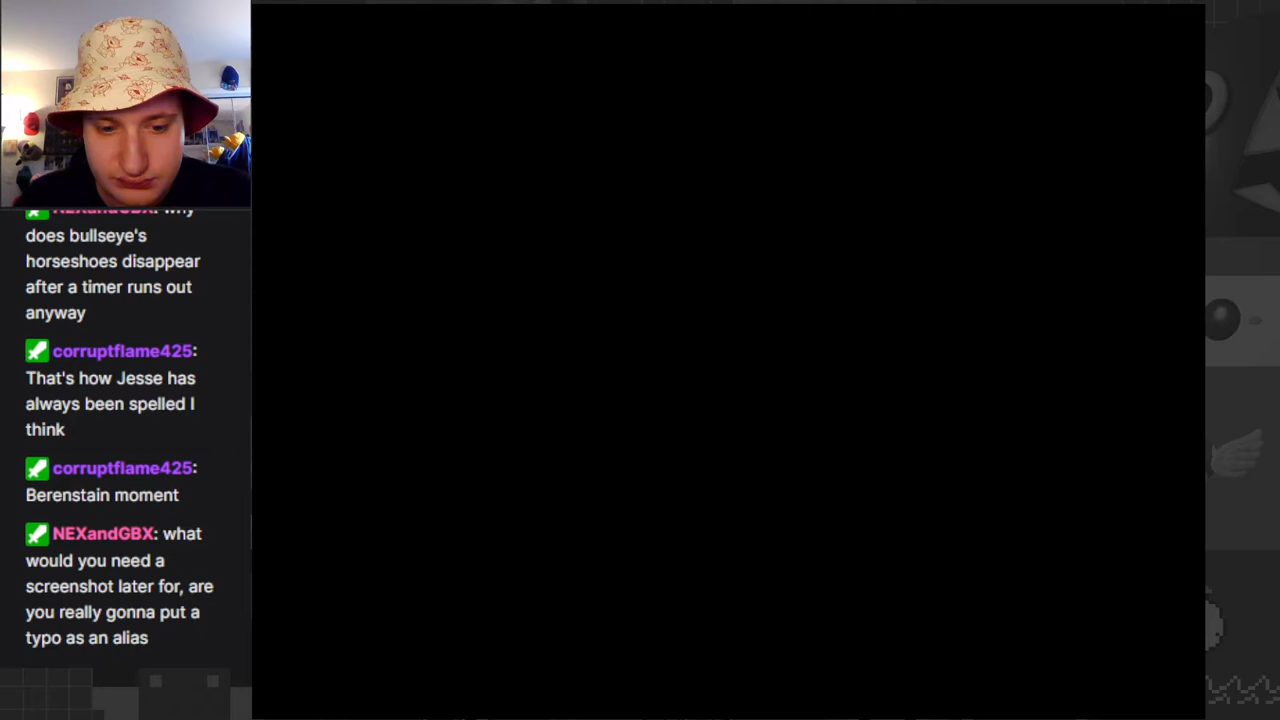 NEXandGBX: why
does bullseye's
horseshoes disappear
after a timer runs out
anyway
corruptflame425:
That's how Jesse has
always been spelled I
think
corruptflame425:
Berenstain moment
NEXandGBX: what
would you need a
screenshot later for, are
you really gonna put a
typo as an alias